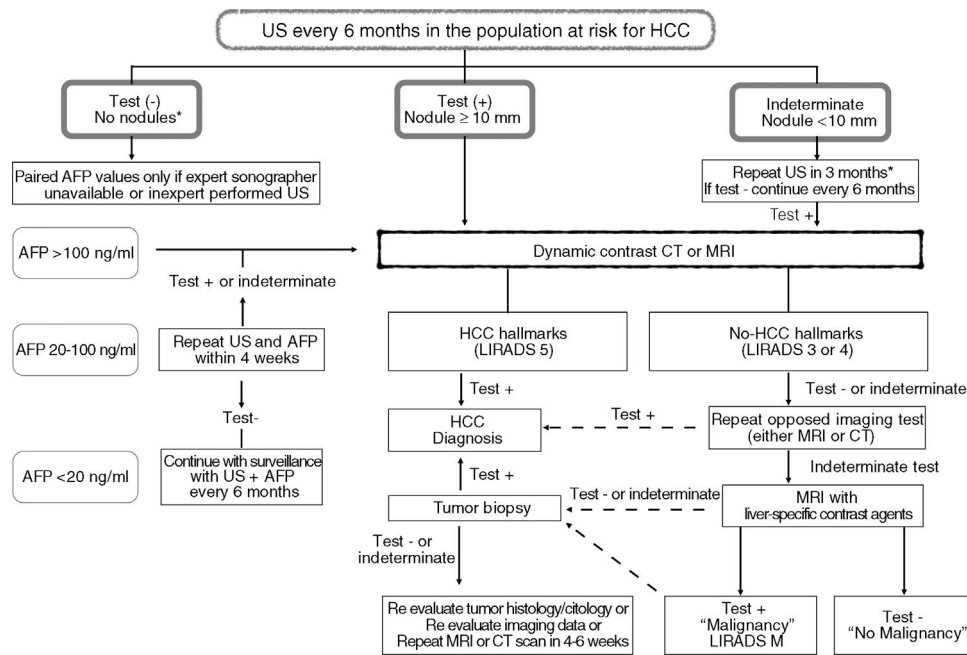 US every 6 months in the population at risk for HCC
Test (-)
No nodules*
Test (+)
Nodule ≥ 10 mm
Indeterminate
Nodule <10 mm
Paired AFP values only if expert sonographer
unavailable or inexpert performed US
Repeat US in 3 months*
If test - continue every 6 months
Test +
AFP >100 ng/ml
Dynamic contrast CT or MRI
Test + or indeterminate
AFP 20-100 ng/ml
Repeat US and AFP
within 4 weeks
HCC hallmarks
(LIRADS 5)
No-HCC hallmarks
(LIRADS 3 or 4)
Test +
Test - or indeterminate
Test-
HCC
Diagnosis
Test +
Repeat opposed imaging test
(either MRI or CT)
AFP <20 ng/ml
Continue with surveillance
with US + AFP
every 6 months
Test +
Indeterminate test
Tumor biopsy
Test - or indeterminate
MRI with
liver-specific contrast agents
Test - or
indeterminate
Re evaluate tumor histology/citology or
Re evaluate imaging data or
Repeat MRI or CT scan in 4-6 weeks
Test +
“Malignancy”
LIRADS M
Test -
“No Malignancy”